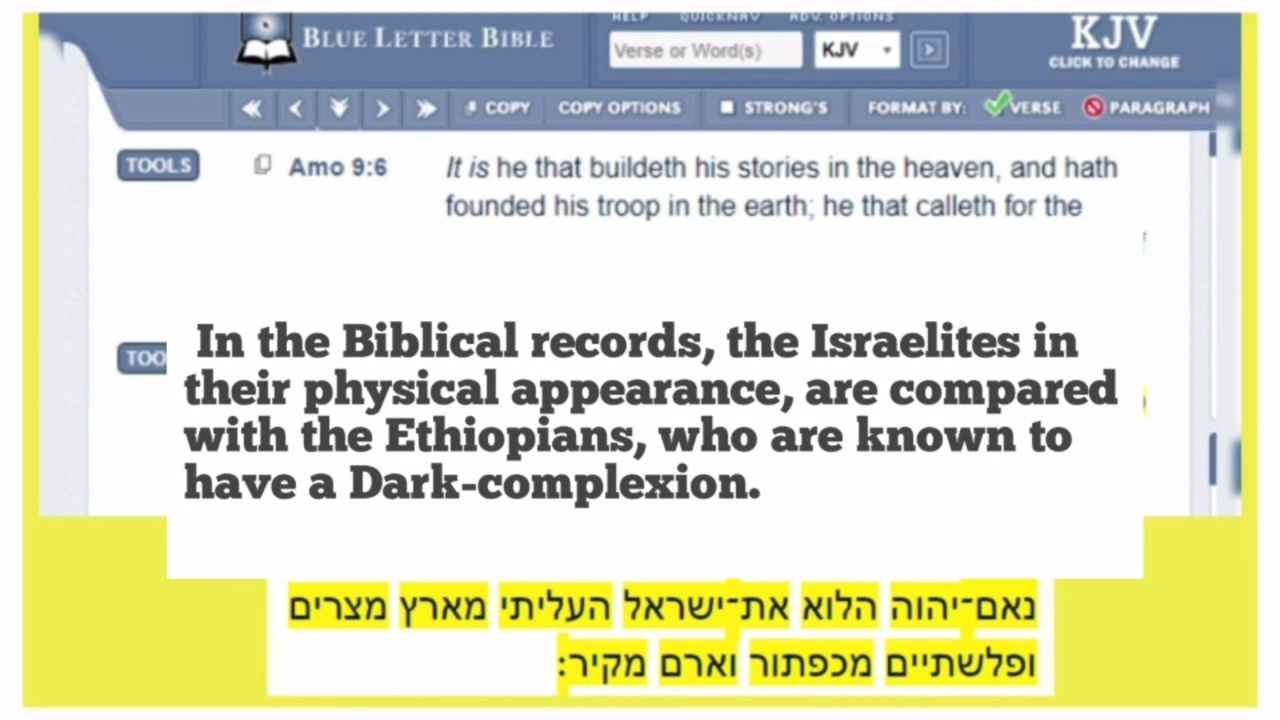 HELP QUICKNAV ADV. OPTIONS
BLUE LETTER BIBLE
Verse or Word(s) KJV
KJV
CLICK TO CHANGE
COPY COPY OPTIONS STRONG'S FORMAT BY: VERSE PARAGRAPH
TOOLS Amo 9:6 It is he that buildeth his stories in the heaven, and hath
founded his troop in the earth; he that calleth for the
TOO
In the Biblical records, the Israelites in
their physical appearance, are compared
with the Ethiopians, who are known to
have a Dark-complexion.
נאם־יהוה הלוא את־ישראל העליתי מארץ מצרים
ופלשתיים מכפתור וארם מקיר: